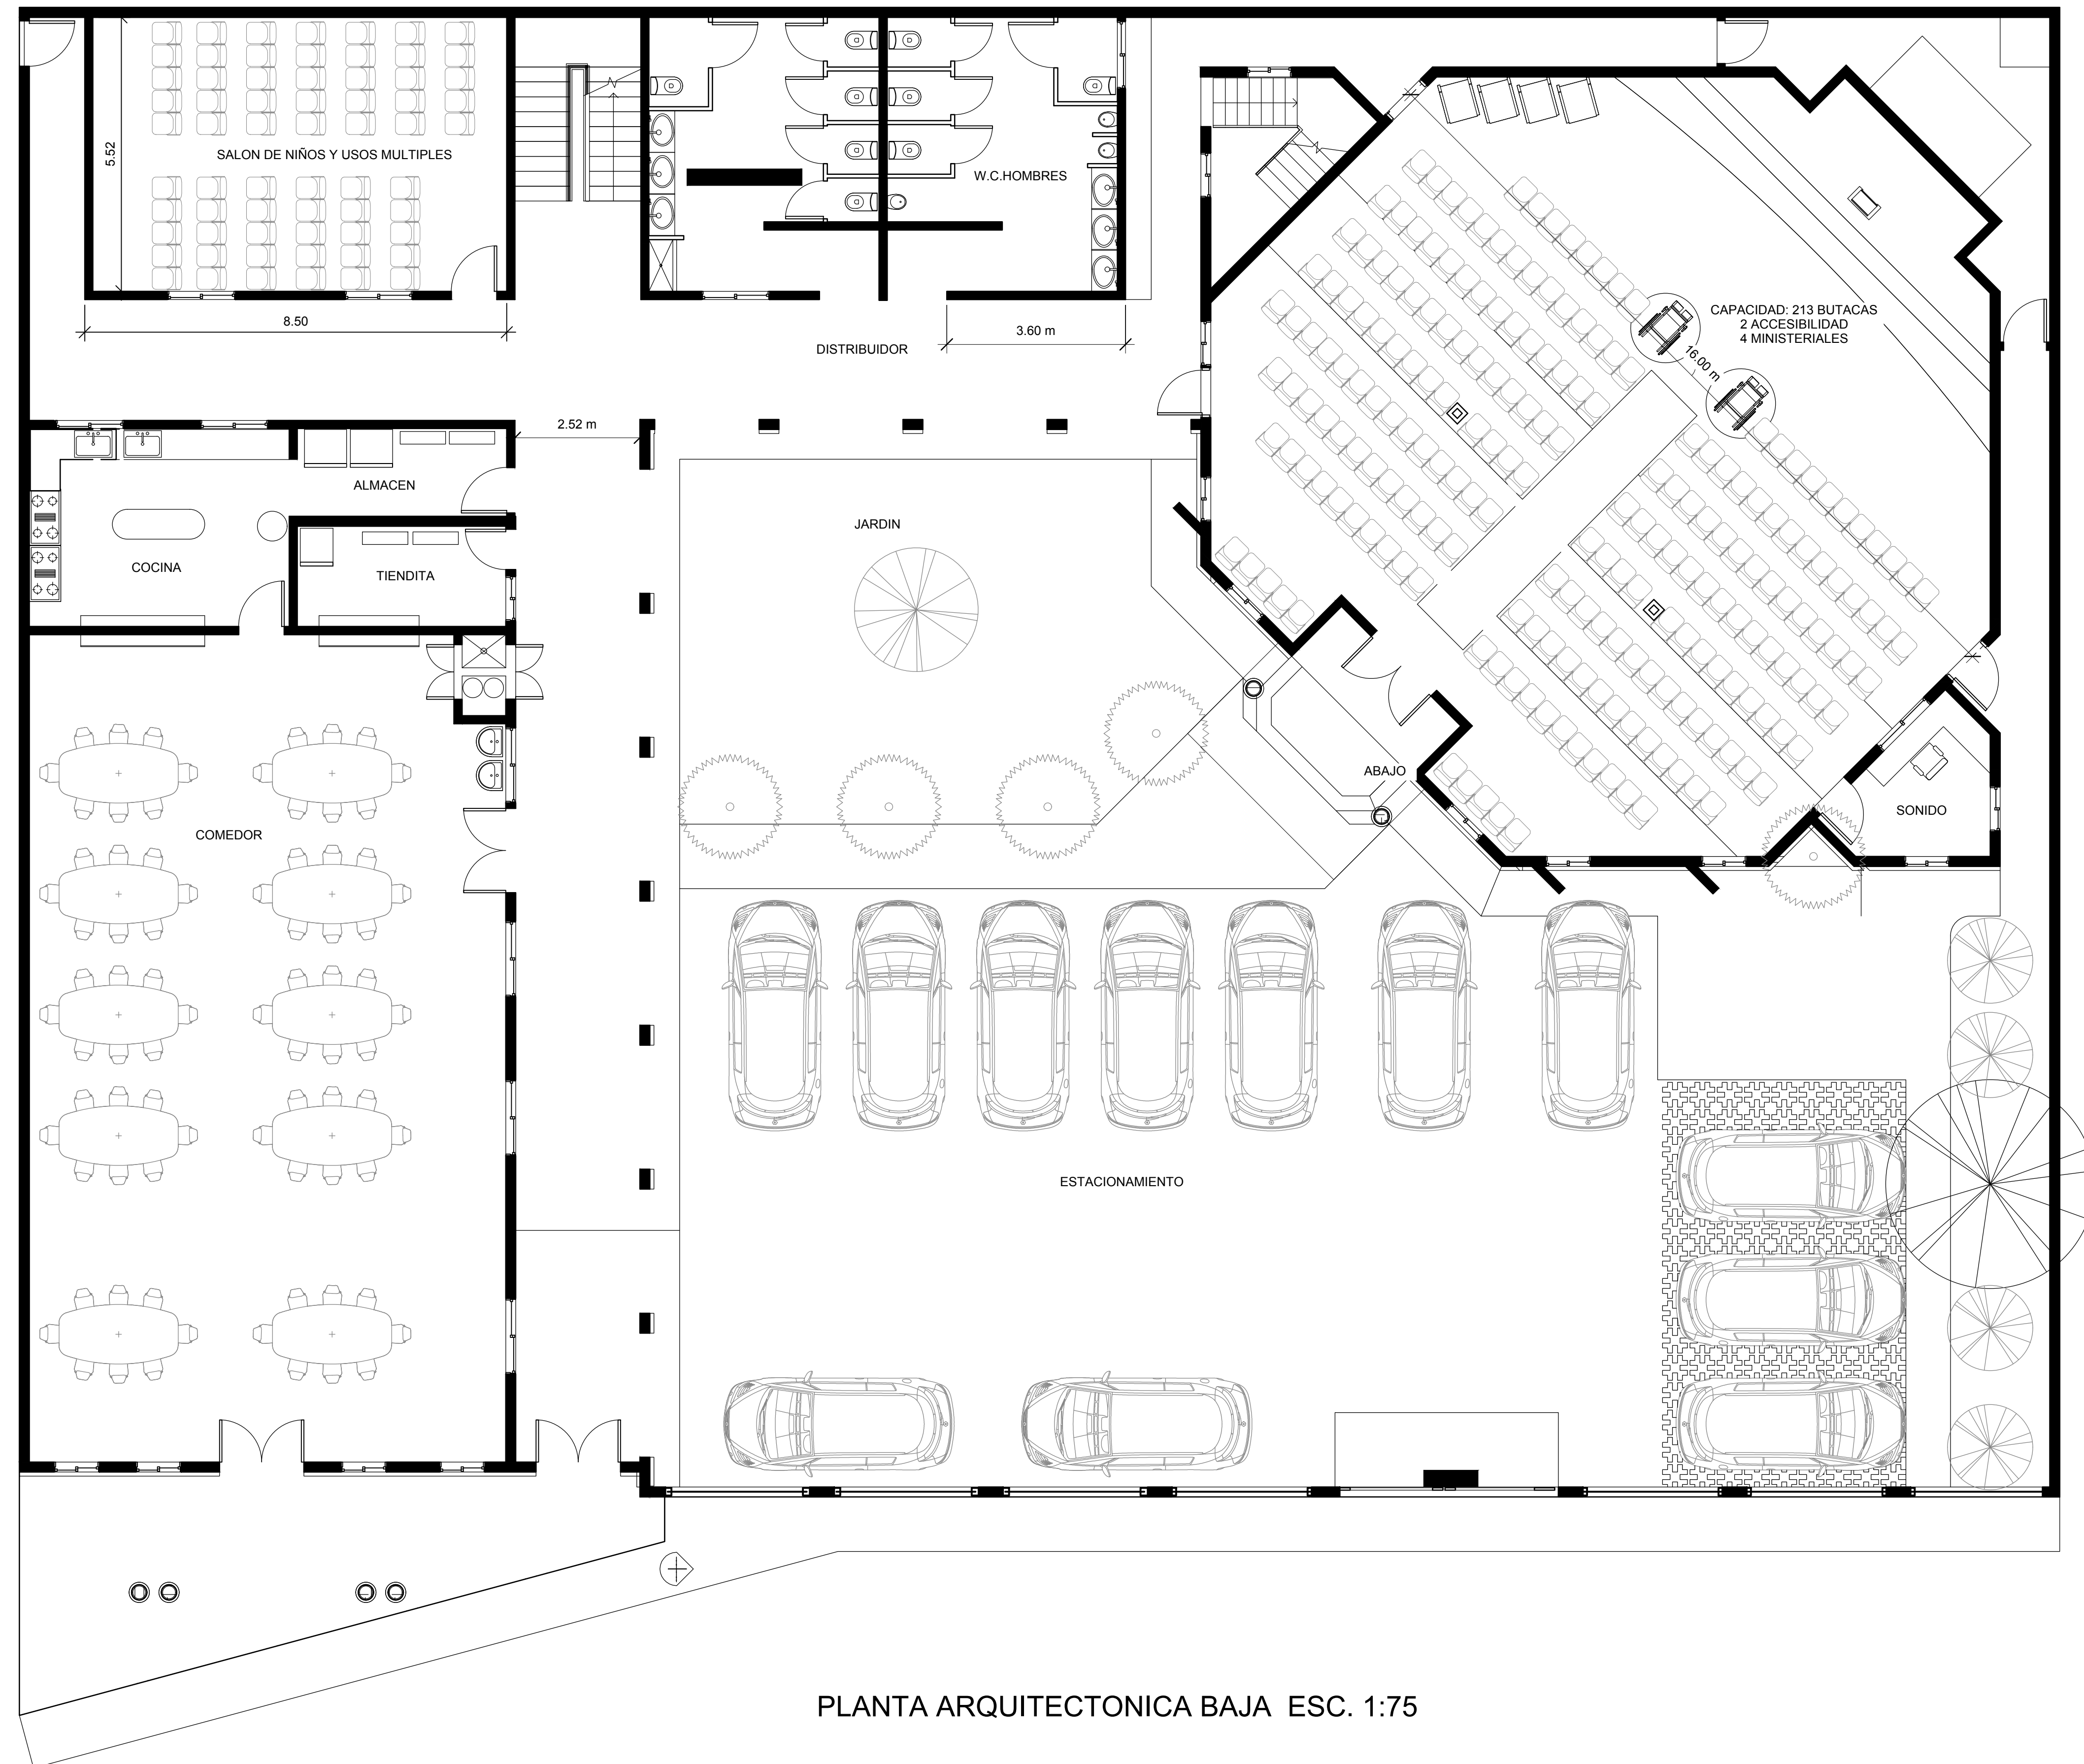 5.52
SALON DE NIÑOS Y USOS MULTIPLES
W.C.HOMBRES
8.50
3.60 m
DISTRIBUIDOR
CAPACIDAD: 213 BUTACAS
2 ACCESIBILIDAD
4 MINISTERIALES
16.00 m
2.52 m
ALMACEN
JARDIN
COCINA
TIENDITA
ABAJO
SONIDO
COMEDOR
ESTACIONAMIENTO
PLANTA ARQUITECTONICA BAJA ESC. 1:75